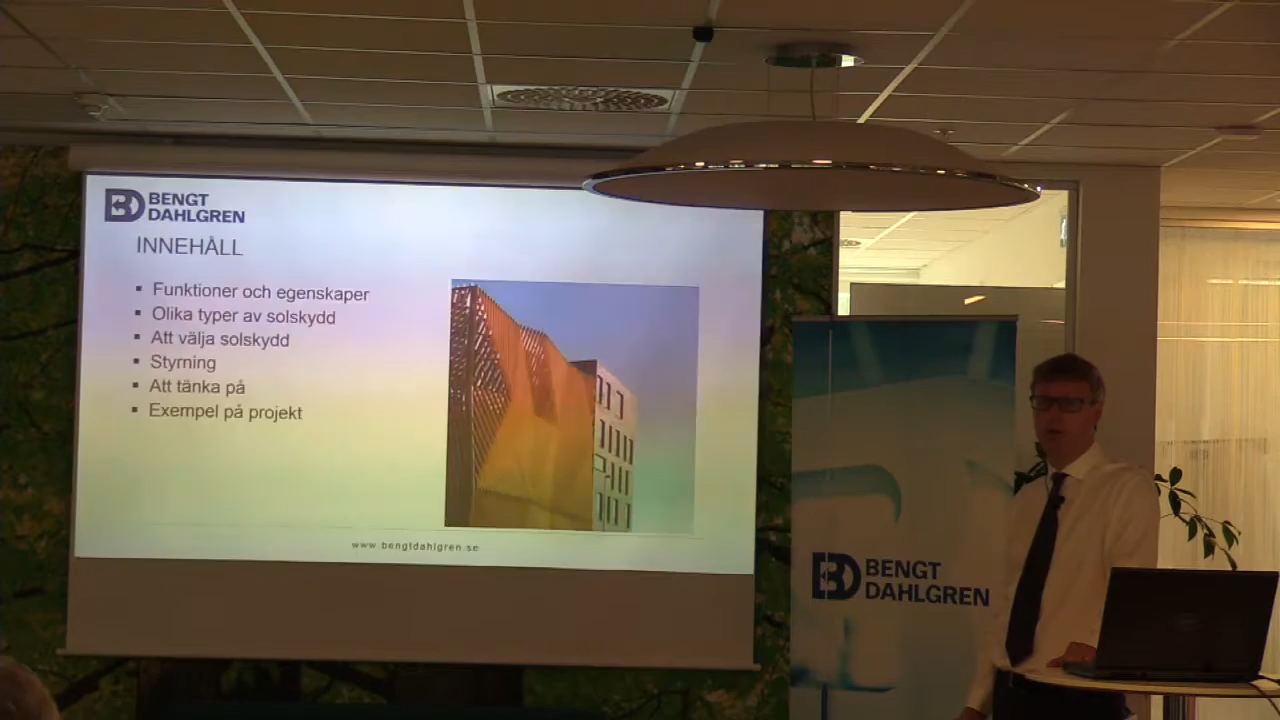 BENGT
DAHLGREN
INNEHÅLL
▪ Funktioner och egenskaper
▪ Olika typer av solskydd
▪ Att välja solskydd
▪ Styrning
▪ Att tänka på
▪ Exempel på projekt
www.bengtdahlgren.se
BENGT
DAHLGREN